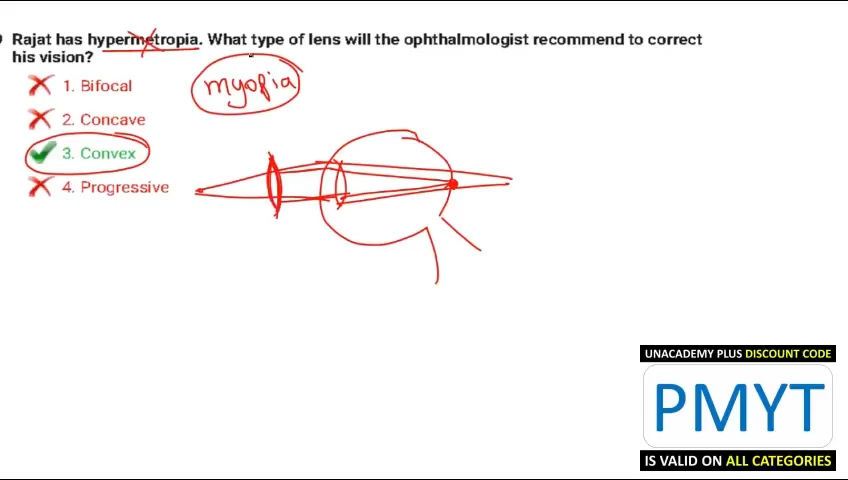 Rajat has hypermetropia. What type of lens will the ophthalmologist recommend to correct
his vision?
myopia
1. Bifocal
2. Concave
3. Convex
4. Progressive
UNACADEMY PLUS DISCOUNT CODE
PMYT
IS VALID ON ALL CATEGORIES